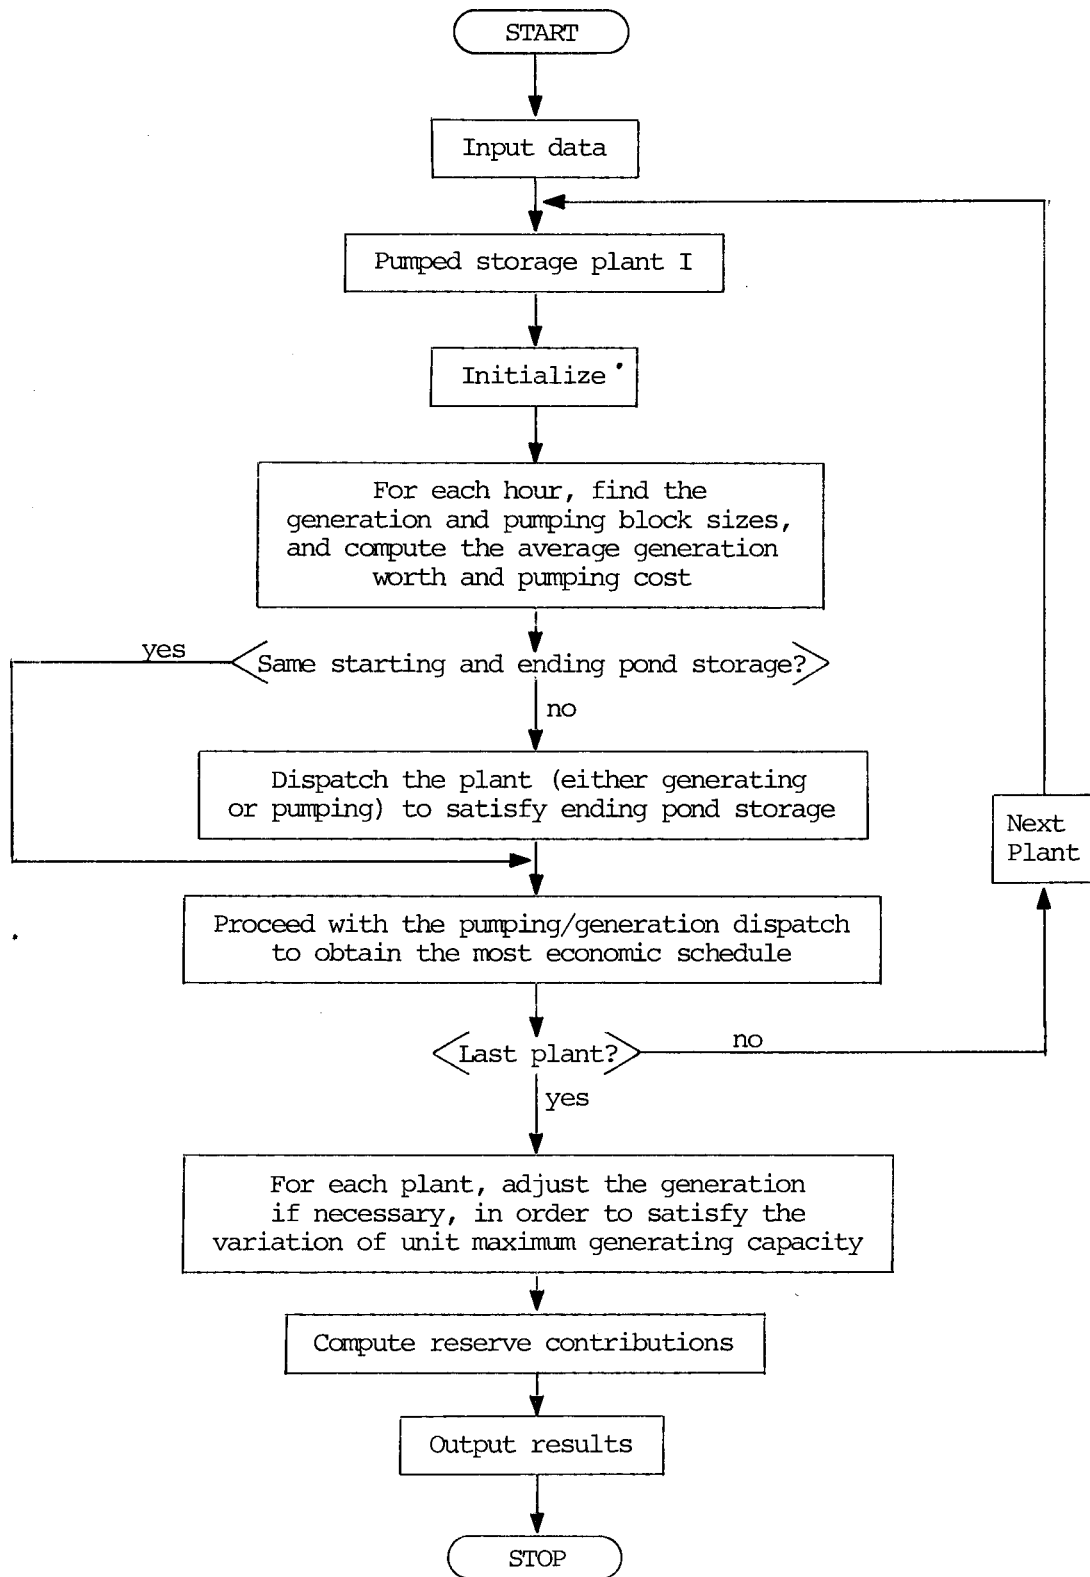 START
Input data
Pumped storage plant I
Initialize
For each hour, find the
generation and pumping block sizes,
and compute the average generation
worth and pumping cost
yes
Same starting and ending pond storage?
no
Dispatch the plant (either generating
or pumping) to satisfy ending pond storage
Next
Plant
Proceed with the pumping/generation dispatch
to obtain the most economic schedule
Last plant?
no
yes
For each plant, adjust the generation
if necessary, in order to satisfy the
variation of unit maximum generating capacity
Compute reserve contributions
Output results
STOP